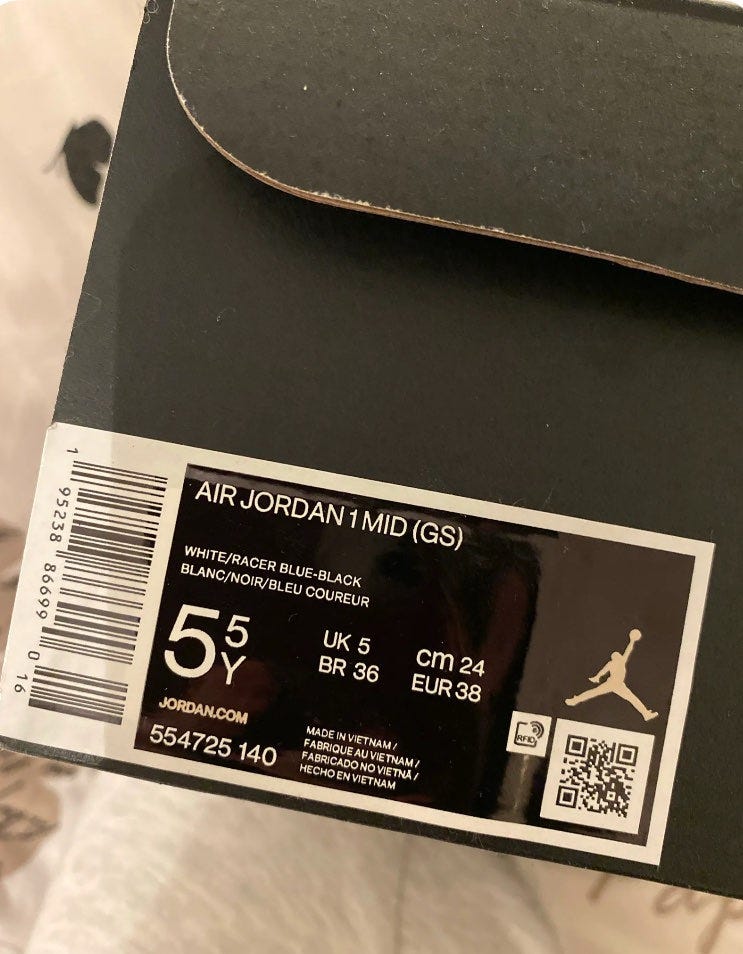 AIR JORDAN 1 MID (GS)
WHITE/RACER BLUE-BLACK
BLANC/NOIR/BLEU COUREUR
5 5 Y
UK 5
BR 36
cm 24
EUR 38
JORDAN.COM
554725 140
MADE IN VIETNAM /
FABRIQUE AU VIETNAM /
FABRICADO NO VIETNÃ /
HECHO EN VIETNAM
RFID
1 95238 86699 0 16